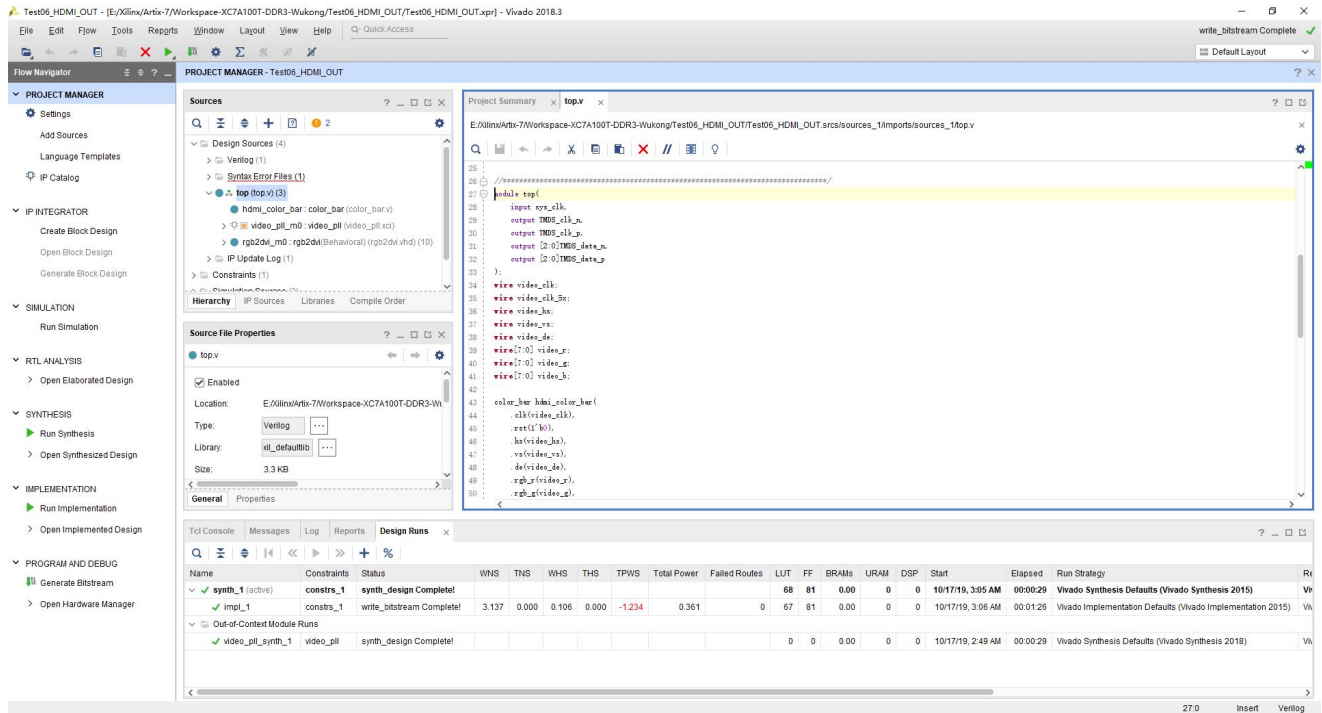 Test06_HDMI_OUT - [E:/Xilinx/Artix-7/Workspace-XC7A100T-DDR3-Wukong/Test06_HDMI_OUT/Test06_HDMI_OUT.xpr] - Vivado 2018.3
File Edit Flow Tools Reports Window Layout View Help Q- Quick Access
write_bitstream Complete
Default Layout
Flow Navigator
PROJECT MANAGER - Test06_HDMI_OUT
PROJECT MANAGER
Settings
Add Sources
Language Templates
IP Catalog
IP INTEGRATOR
Create Block Design
Open Block Design
Generate Block Design
SIMULATION
Run Simulation
RTL ANALYSIS
Open Elaborated Design
SYNTHESIS
Run Synthesis
Open Synthesized Design
IMPLEMENTATION
Run Implementation
Open Implemented Design
PROGRAM AND DEBUG
Generate Bitstream
Open Hardware Manager
Sources
2
Design Sources (4)
Verilog (1)
Syntax Error Files (1)
top (top.v) (3)
hdmi_color_bar : color_bar (color_bar.v)
video_pll_m0 : video_pll (video_pll.xci)
rgb2dvi_m0 : rgb2dvi(Behavioral) (rgb2dvi.vhd) (10)
IP Update Log (1)
Constraints (1)
Hierarchy IP Sources Libraries Compile Order
Source File Properties
top.v
Enabled
Location: E:/Xilinx/Artix-7/Workspace-XC7A100T-DDR3-Wu
Type: Verilog
Library: xil_defaultlib
Size: 3.3 KB
General Properties
Project Summary top.v
E:/Xilinx/Artix-7/Workspace-XC7A100T-DDR3-Wukong/Test06_HDMI_OUT/Test06_HDMI_OUT.srcs/sources_1/imports/sources_1/top.v
25
26
27 module top(
28 input sys_clk,
29 output TMDS_clk_n,
30 output TMDS_clk_p,
31 output [2:0]TMDS_data_n,
32 output [2:0]TMDS_data_p
33 );
34 wire video_clk;
35 wire video_clk_5x;
36 wire video_hs;
37 wire video_vs;
38 wire video_de;
39 wire[7:0] video_r;
40 wire[7:0] video_g;
41 wire[7:0] video_b;
42
43 color_bar hdmi_color_bar(
44 .clk(video_clk),
45 .rst(1'b0),
46 .hs(video_hs),
47 .vs(video_vs),
48 .de(video_de),
49 .rgb_r(video_r),
50 .rgb_g(video_g),
Tcl Console Messages Log Reports Design Runs
Name Constraints Status WNS TNS WHS THS TPWS Total Power Failed Routes LUT FF BRAMs URAM DSP Start Elapsed Run Strategy Re
synth_1 (active) constrs_1 synth_design Complete! 68 81 0.00 0 0 10/17/19, 3:05 AM 00:00:29 Vivado Synthesis Defaults (Vivado Synthesis 2015) Viv
impl_1 constrs_1 write_bitstream Complete! 3.137 0.000 0.106 0.000 -1.234 0.361 0 67 81 0.00 0 0 10/17/19, 3:06 AM 00:01:26 Vivado Implementation Defaults (Vivado Implementation 2015) Viv
Out-of-Context Module Runs
video_pll_synth_1 video_pll synth_design Complete! 0 0 0.00 0 0 10/17/19, 2:49 AM 00:00:29 Vivado Synthesis Defaults (Vivado Synthesis 2018) Viv
27:0 Insert Verilog